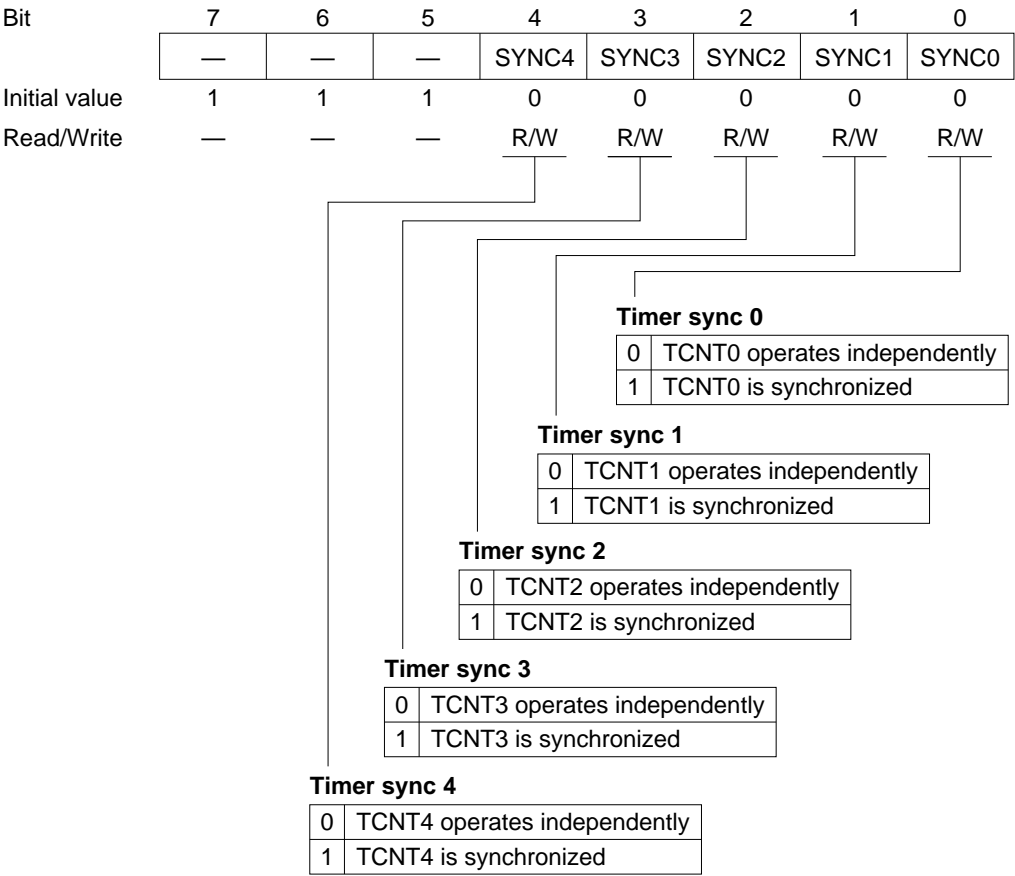 Bit 7 6 5 4 3 2 1 0
— — — SYNC4 SYNC3 SYNC2 SYNC1 SYNC0
Initial value 1 1 1 0 0 0 0 0
Read/Write — — — R/W R/W R/W R/W R/W
Timer sync 0
0 TCNT0 operates independently
1 TCNT0 is synchronized
Timer sync 1
0 TCNT1 operates independently
1 TCNT1 is synchronized
Timer sync 2
0 TCNT2 operates independently
1 TCNT2 is synchronized
Timer sync 3
0 TCNT3 operates independently
1 TCNT3 is synchronized
Timer sync 4
0 TCNT4 operates independently
1 TCNT4 is synchronized